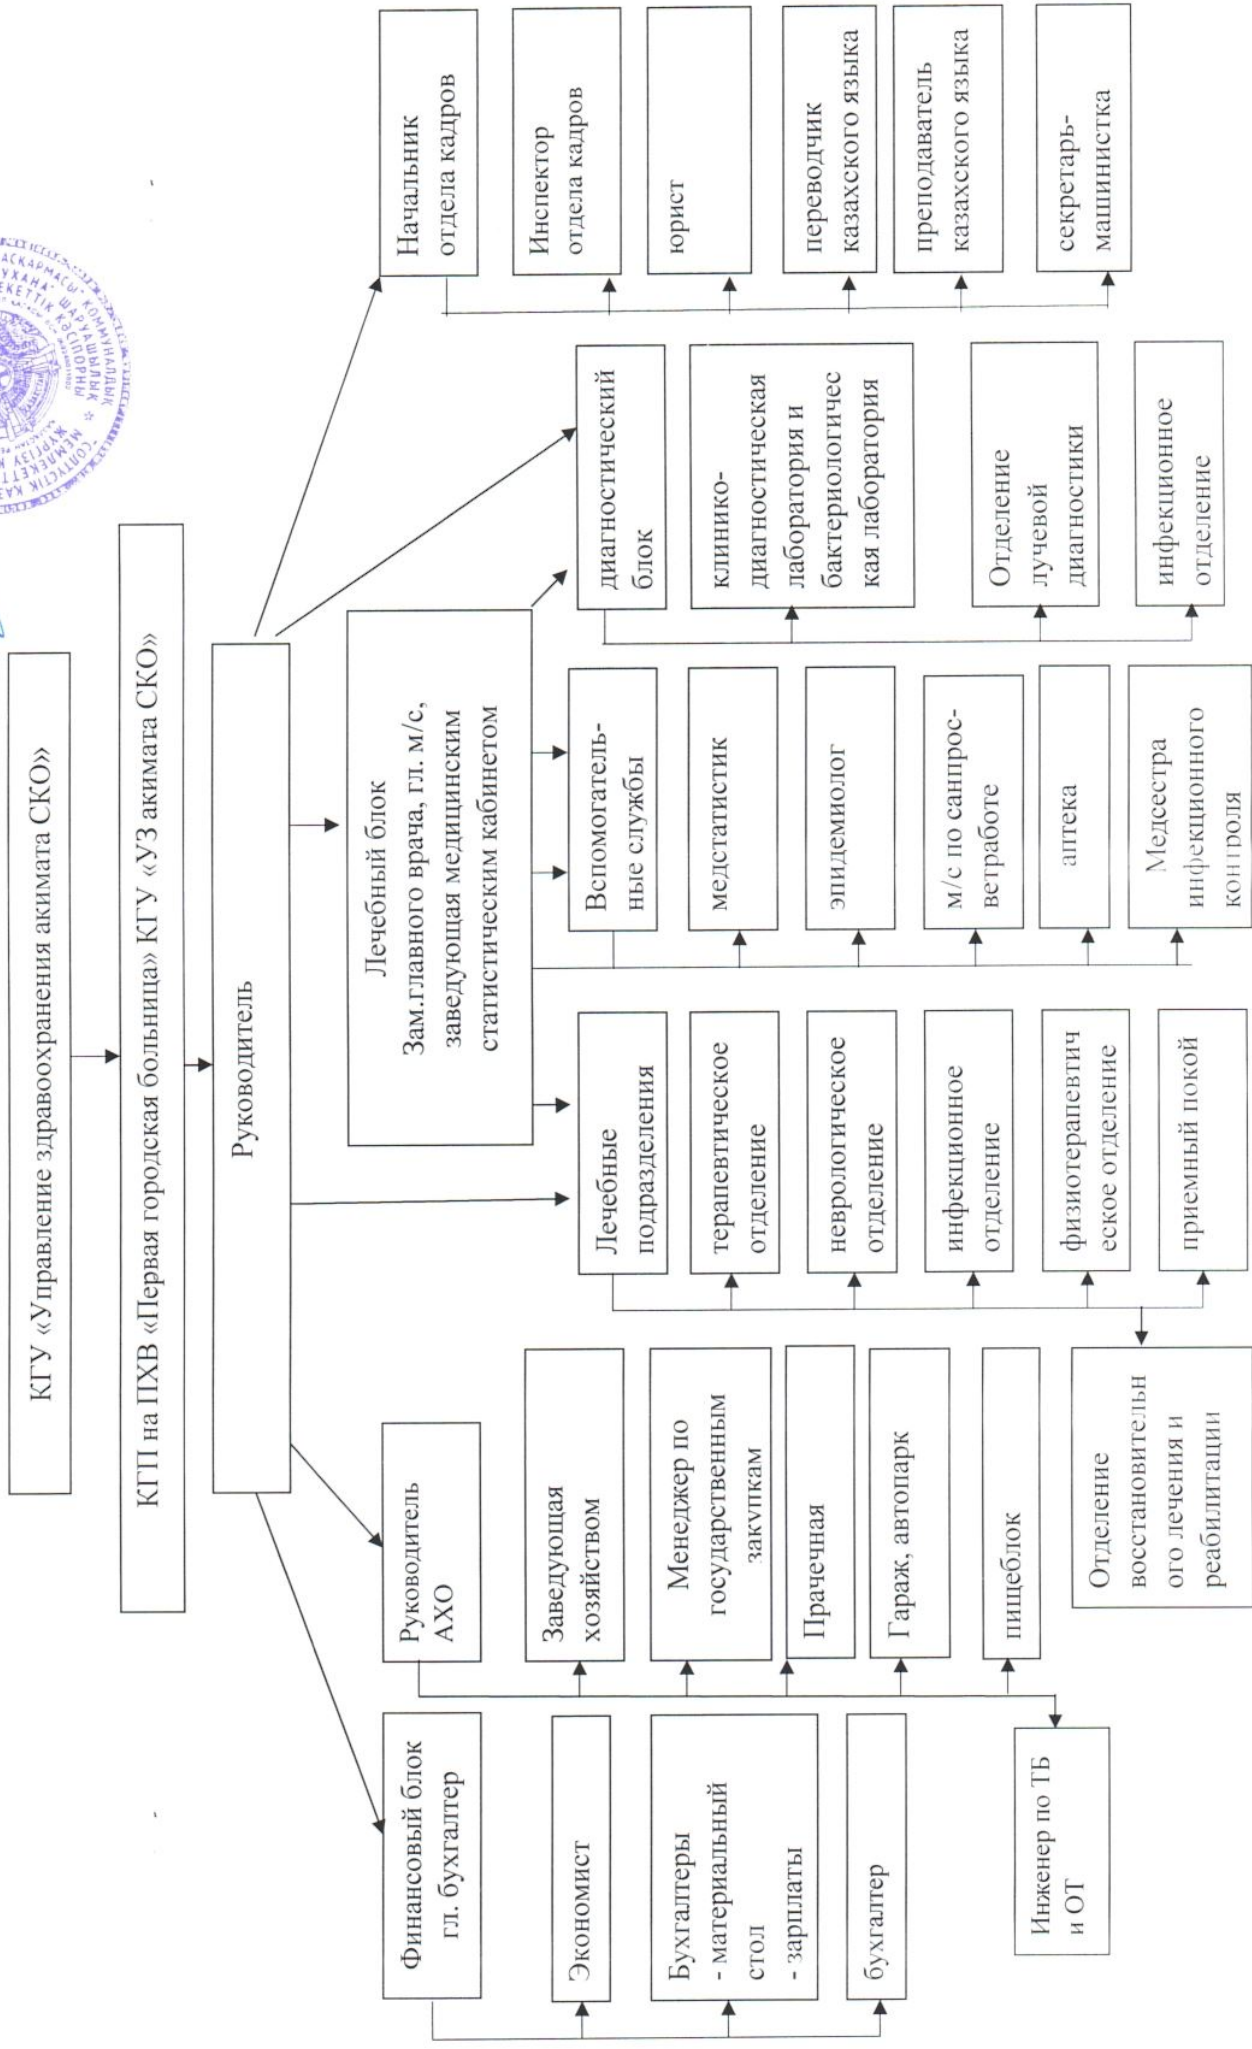 КГУ «Управление здравоохранения акимата СКО»
КГП на ПХВ «Первая городская больница» КГУ «УЗ акимата СКО»
Руководитель
Финансовый блок
гл. бухгалтер
Экономист
Бухгалтеры
- материальный
стол
- зарплаты
бухгалтер
Руководитель
АХО
Заведующая
хозяйством
Менеджер по
государственным
закупкам
Прачечная
Гараж, автопарк
пищеблок
Инженер по ТБ
и ОТ
Лечебный блок
Зам.главного врача, гл. м/с,
заведующая медицинским
статистическим кабинетом
Лечебные
подразделения
терапевтическое
отделение
неврологическое
отделение
инфекционное
отделение
физиотерапевтич
еское отделение
приемный покой
Отделение
восстановительн
ого лечения и
реабилитации
Вспомогатель-
ные службы
медстатистик
эпидемиолог
м/с по санпрос-
ветработе
аптека
Медсестра
инфекционного
контроля
диагностический
блок
клинико-
диагностическая
лаборатория и
бактериологичес
кая лаборатория
Отделение
лучевой
диагностики
инфекционное
отделение
Начальник
отдела кадров
Инспектор
отдела кадров
юрист
переводчик
казахского языка
преподаватель
казахского языка
секретарь-
машинистка